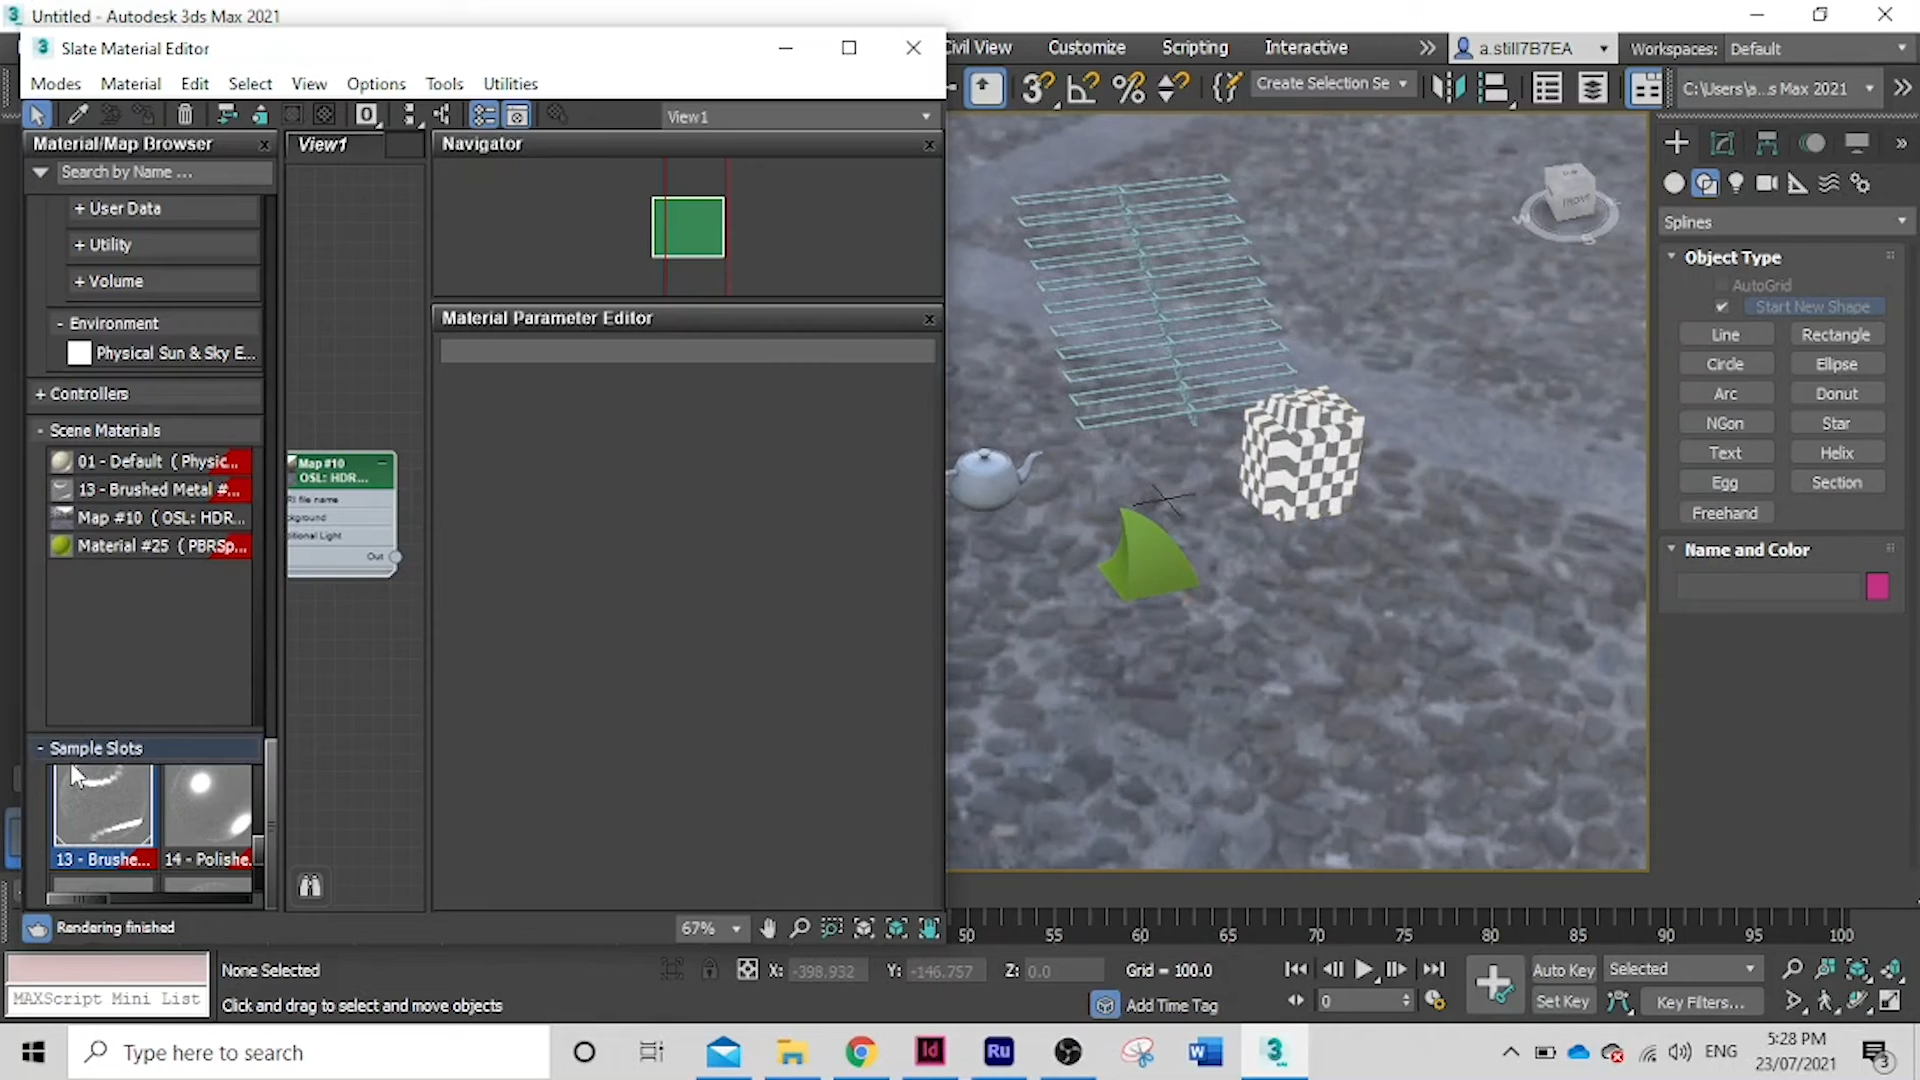 Untitled - Autodesk 3ds Max 2021
Slate Material Editor
Modes Material Edit Select View Options Tools Utilities
Civil View Customize Scripting Interactive
a.still7B7EA
Workspaces: Default
Create Selection Se
C:\Users\a...s Max 2021
View1
Material/Map Browser
View1
Navigator
Search by Name ...
+ User Data
+ Utility
+ Volume
- Environment
Physical Sun & Sky E...
+ Controllers
- Scene Materials
01 - Default ( Physic...
13 - Brushed Metal #...
Map #10 ( OSL: HDR...
Material #25 ( PBRSp...
- Sample Slots
13 - Brushe...
14 - Polishe.
Map #10
OSL: HDR...
RI file name
ckground
ditional Light
Out
Material Parameter Editor
Rendering finished
67%
FRONT
W
S
Splines
Object Type
AutoGrid
Start New Shape
Line Rectangle
Circle Ellipse
Arc Donut
NGon Star
Text Helix
Egg Section
Freehand
Name and Color
50 55 60 65 70 75 80 85 90 95 100
MAXScript Mini List
None Selected
Click and drag to select and move objects
X: -398.932 Y: -146.757 Z: 0.0
Grid = 100.0
Add Time Tag
0
Auto Key Selected
Set Key Key Filters...
Type here to search
Id
Ru
W
3
ENG
5:28 PM
23/07/2021
3